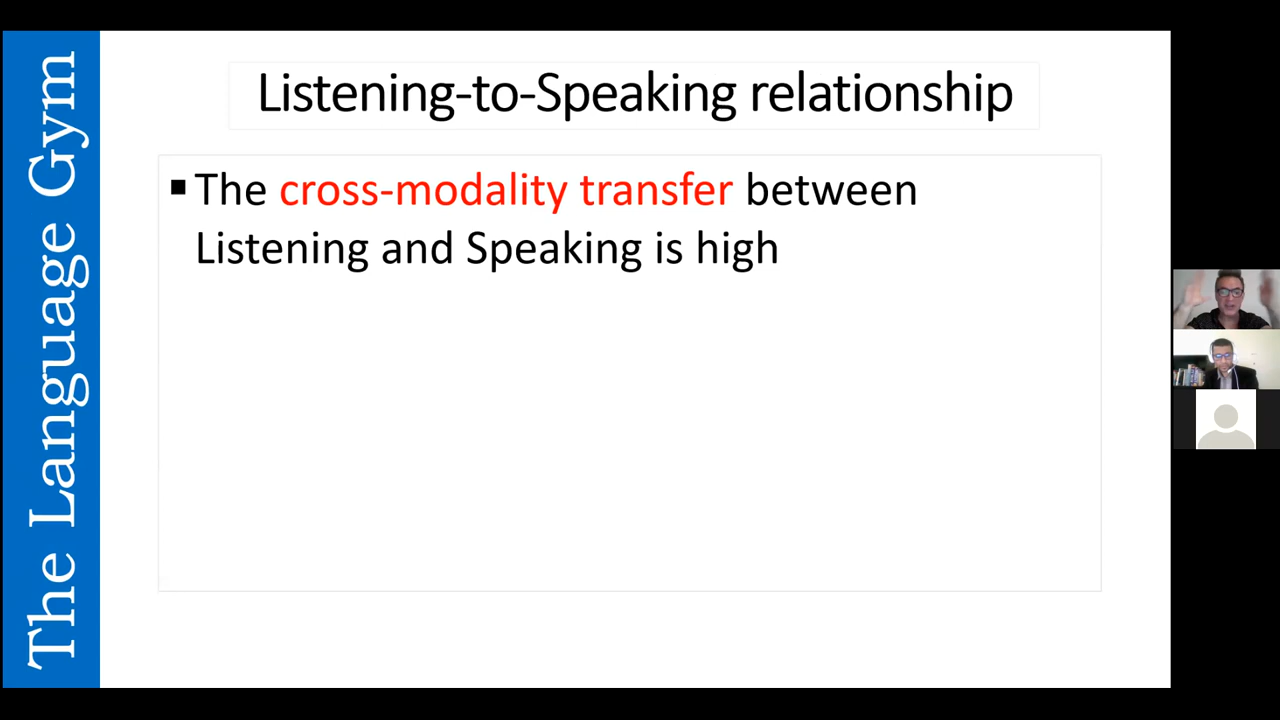 The Language Gym
Listening-to-Speaking relationship
▪ The cross-modality transfer between
Listening and Speaking is high